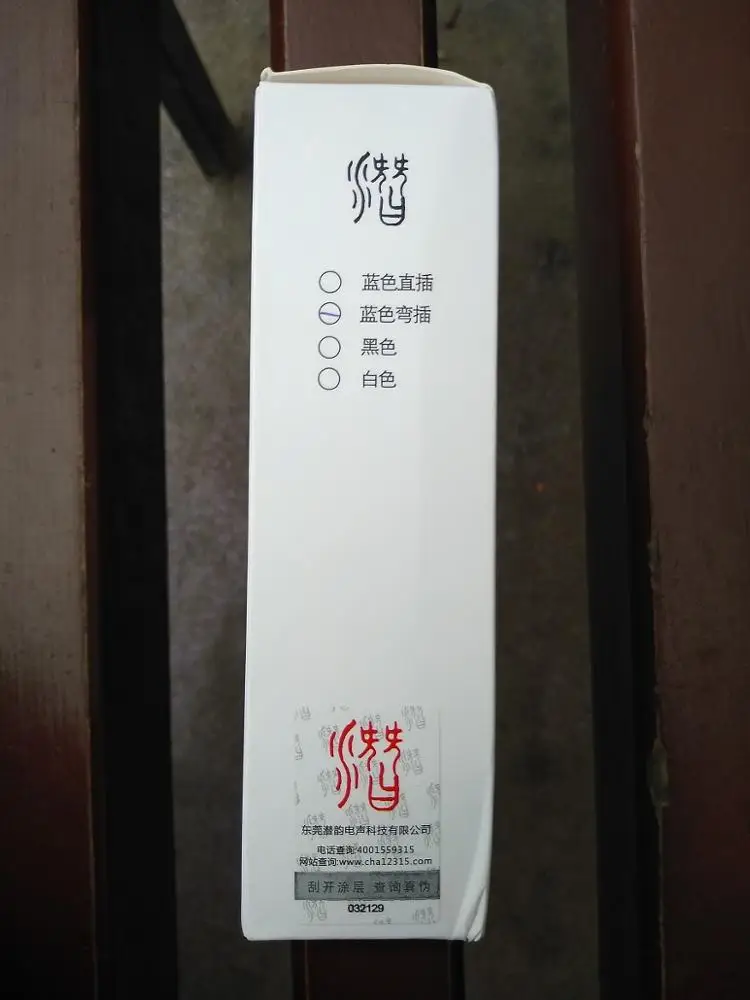 潜
蓝色直插
蓝色弯插
黑色
白色
潜
东莞潜韵电声科技有限公司
电话查询:4001559315
网站查询:www.cha12315.com
刮开涂层 查询真伪
032129